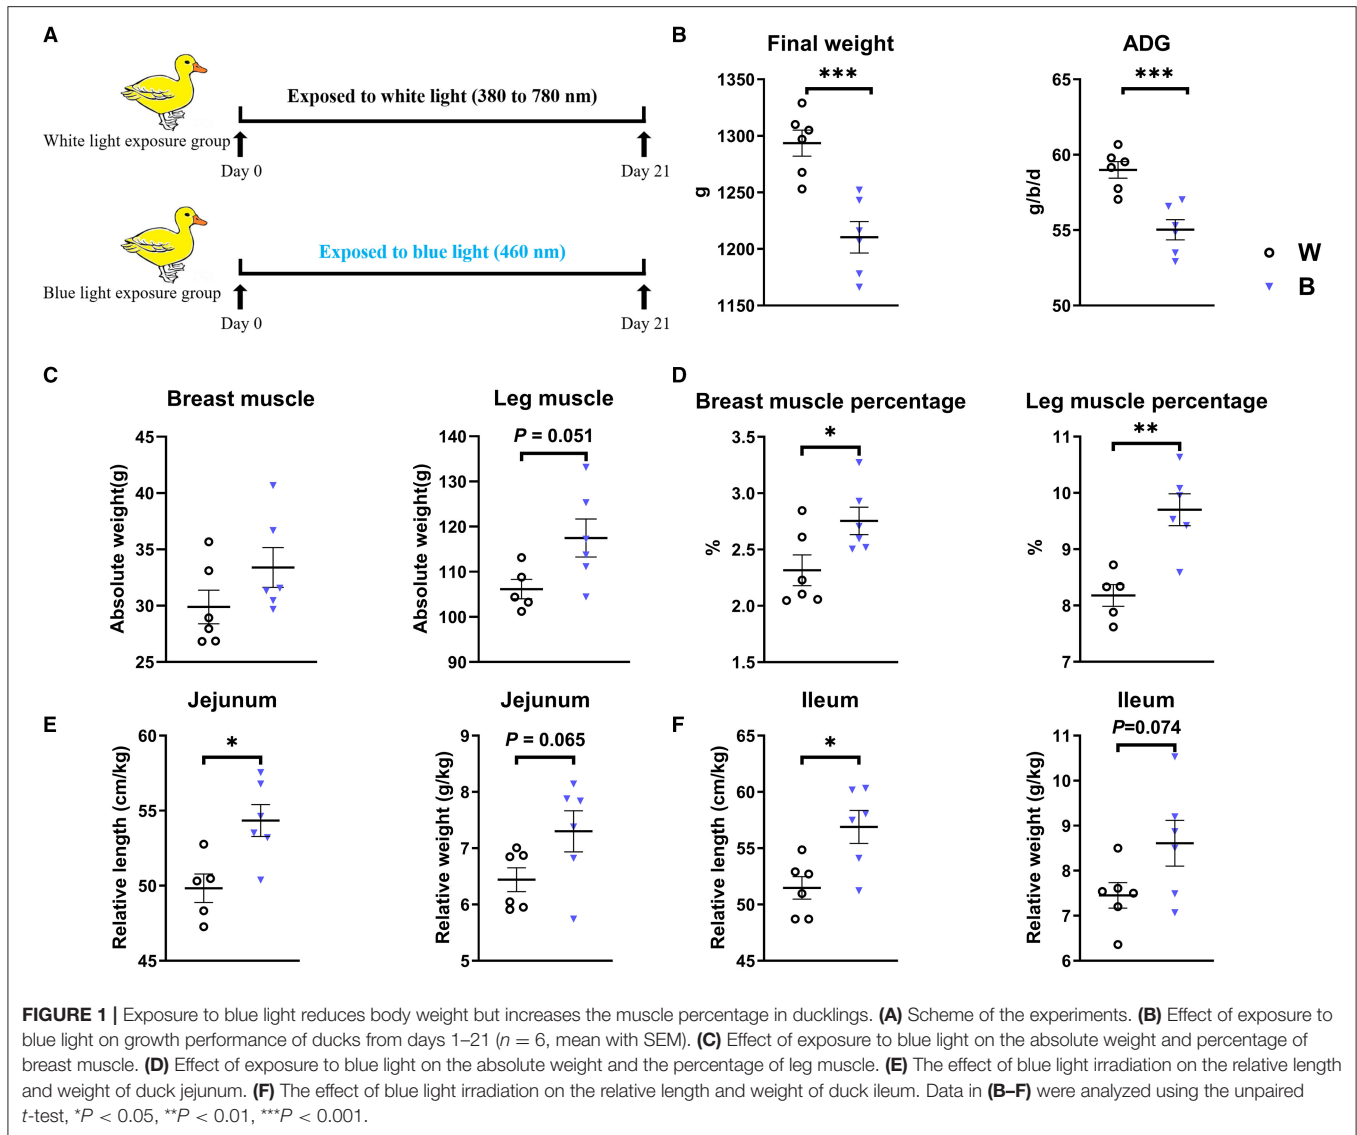 A
Exposed to white light (380 to 780 nm)
White light exposure group
Day 0
Day 21
Exposed to blue light (460 nm)
Blue light exposure group
Day 0
Day 21
B
Final weight
***
1350
1300
1250
1200
1150
g
ADG
***
65
60
55
50
g/b/d
W
B
C
Breast muscle
45
40
35
30
25
Absolute weight(g)
Leg muscle
P = 0.051
140
130
120
110
100
90
Absolute weight(g)
D
Breast muscle percentage
*
3.5
3.0
2.5
2.0
1.5
%
Leg muscle percentage
**
11
10
9
8
7
%
E
Jejunum
*
60
55
50
45
Relative length (cm/kg)
Jejunum
P = 0.065
9
8
7
6
5
Relative weight (g/kg)
F
Ileum
*
65
60
55
50
45
Relative length (cm/kg)
Ileum
P=0.074
11
10
9
8
7
6
Relative weight (g/kg)
FIGURE 1 | Exposure to blue light reduces body weight but increases the muscle percentage in ducklings. (A) Scheme of the experiments. (B) Effect of exposure to
blue light on growth performance of ducks from days 1–21 (n = 6, mean with SEM). (C) Effect of exposure to blue light on the absolute weight and percentage of
breast muscle. (D) Effect of exposure to blue light on the absolute weight and the percentage of leg muscle. (E) The effect of blue light irradiation on the relative length
and weight of duck jejunum. (F) The effect of blue light irradiation on the relative length and weight of duck ileum. Data in (B–F) were analyzed using the unpaired
t-test, *P < 0.05, **P < 0.01, ***P < 0.001.